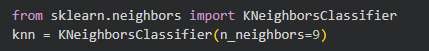 from sklearn.neighbors import KNeighborsClassifier
knn = KNeighborsClassifier(n_neighbors=9)